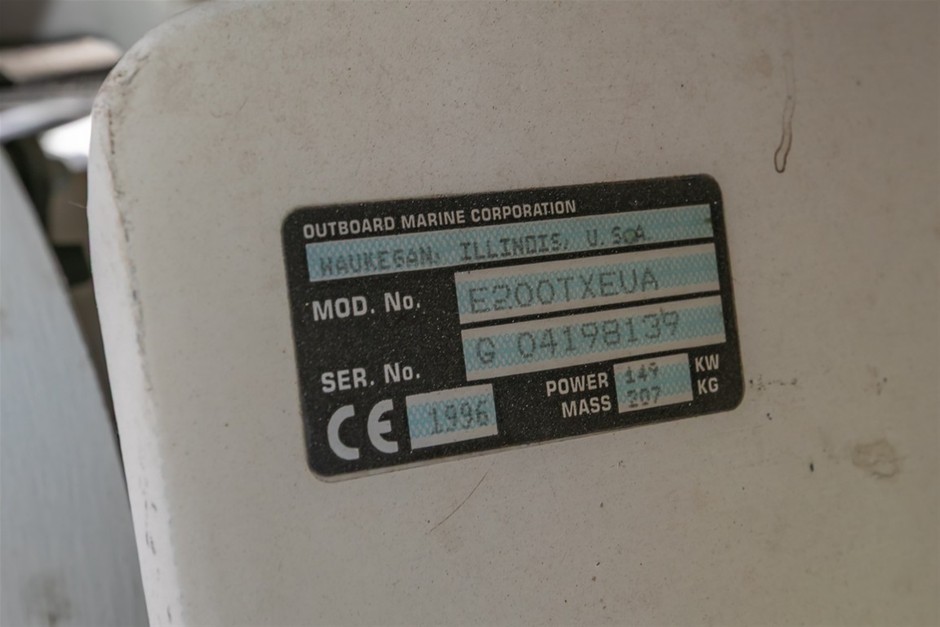 OUTBOARD MARINE CORPORATION
WAUKEGAN, ILLINOIS, U.S.A
MOD. No. E200TXEUA
SER. No. G 04198139
CE 1996
POWER 149 KW
MASS 207 KG